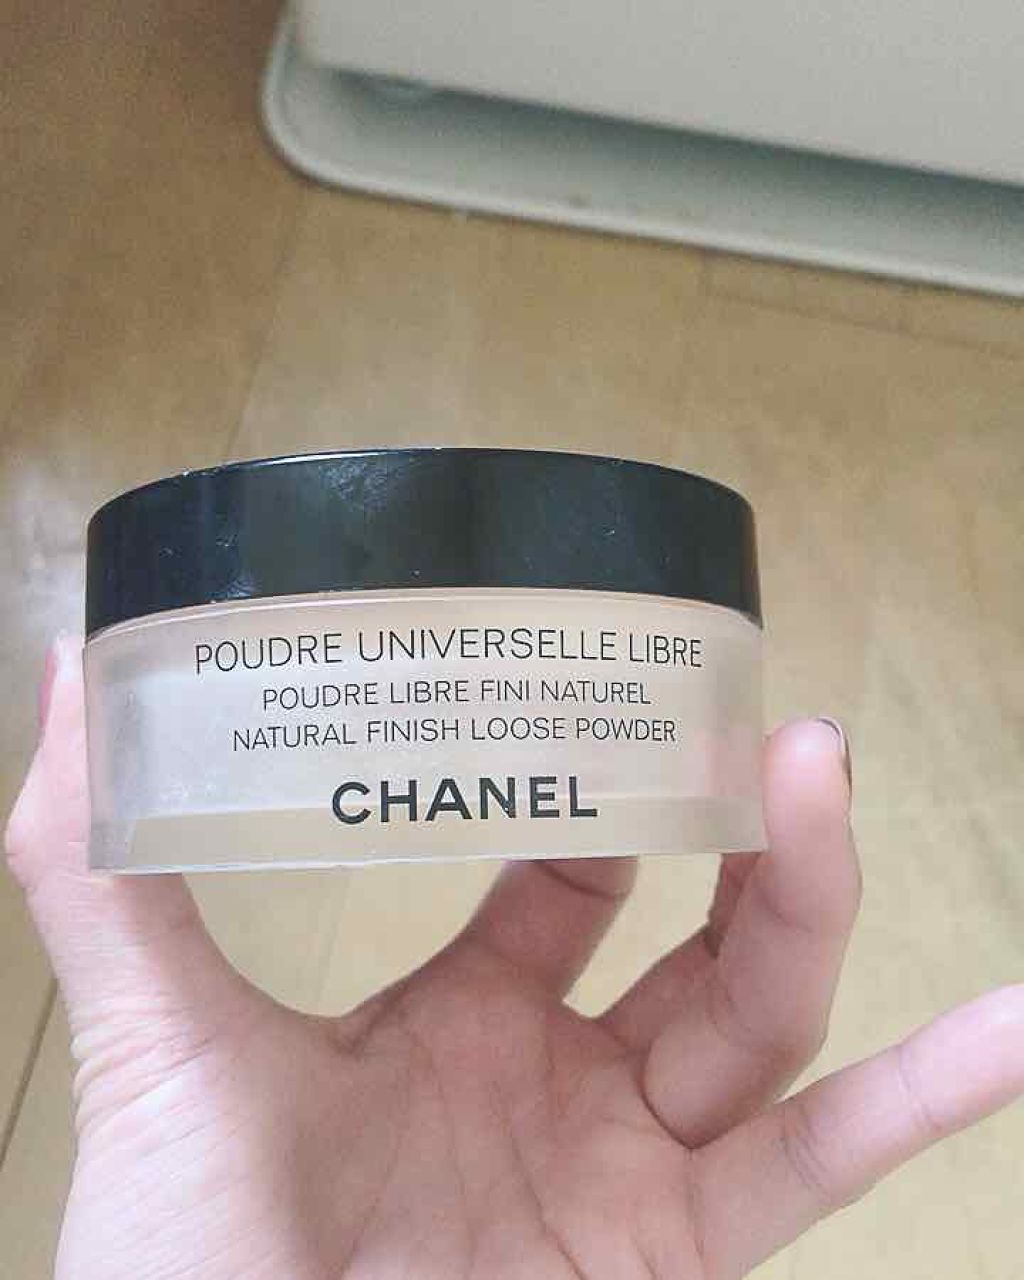 POUDRE UNIVERSELLE LIBRE
POUDRE LIBRE FINI NATUREL
NATURAL FINISH LOOSE POWDER
CHANEL